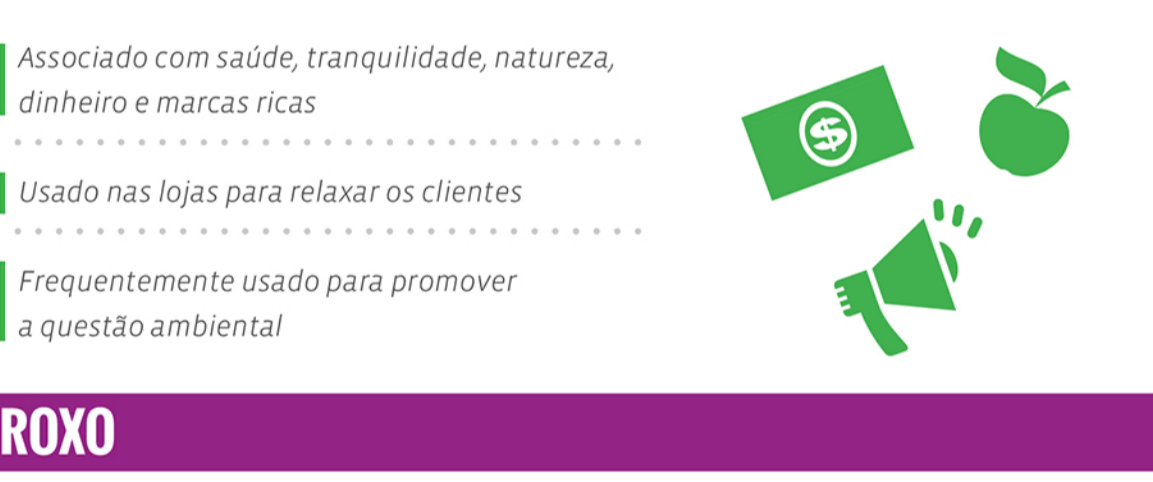 Associado com saúde, tranquilidade, natureza,
dinheiro e marcas ricas
Usado nas lojas para relaxar os clientes
Frequentemente usado para promover
a questão ambiental
$
ROXO